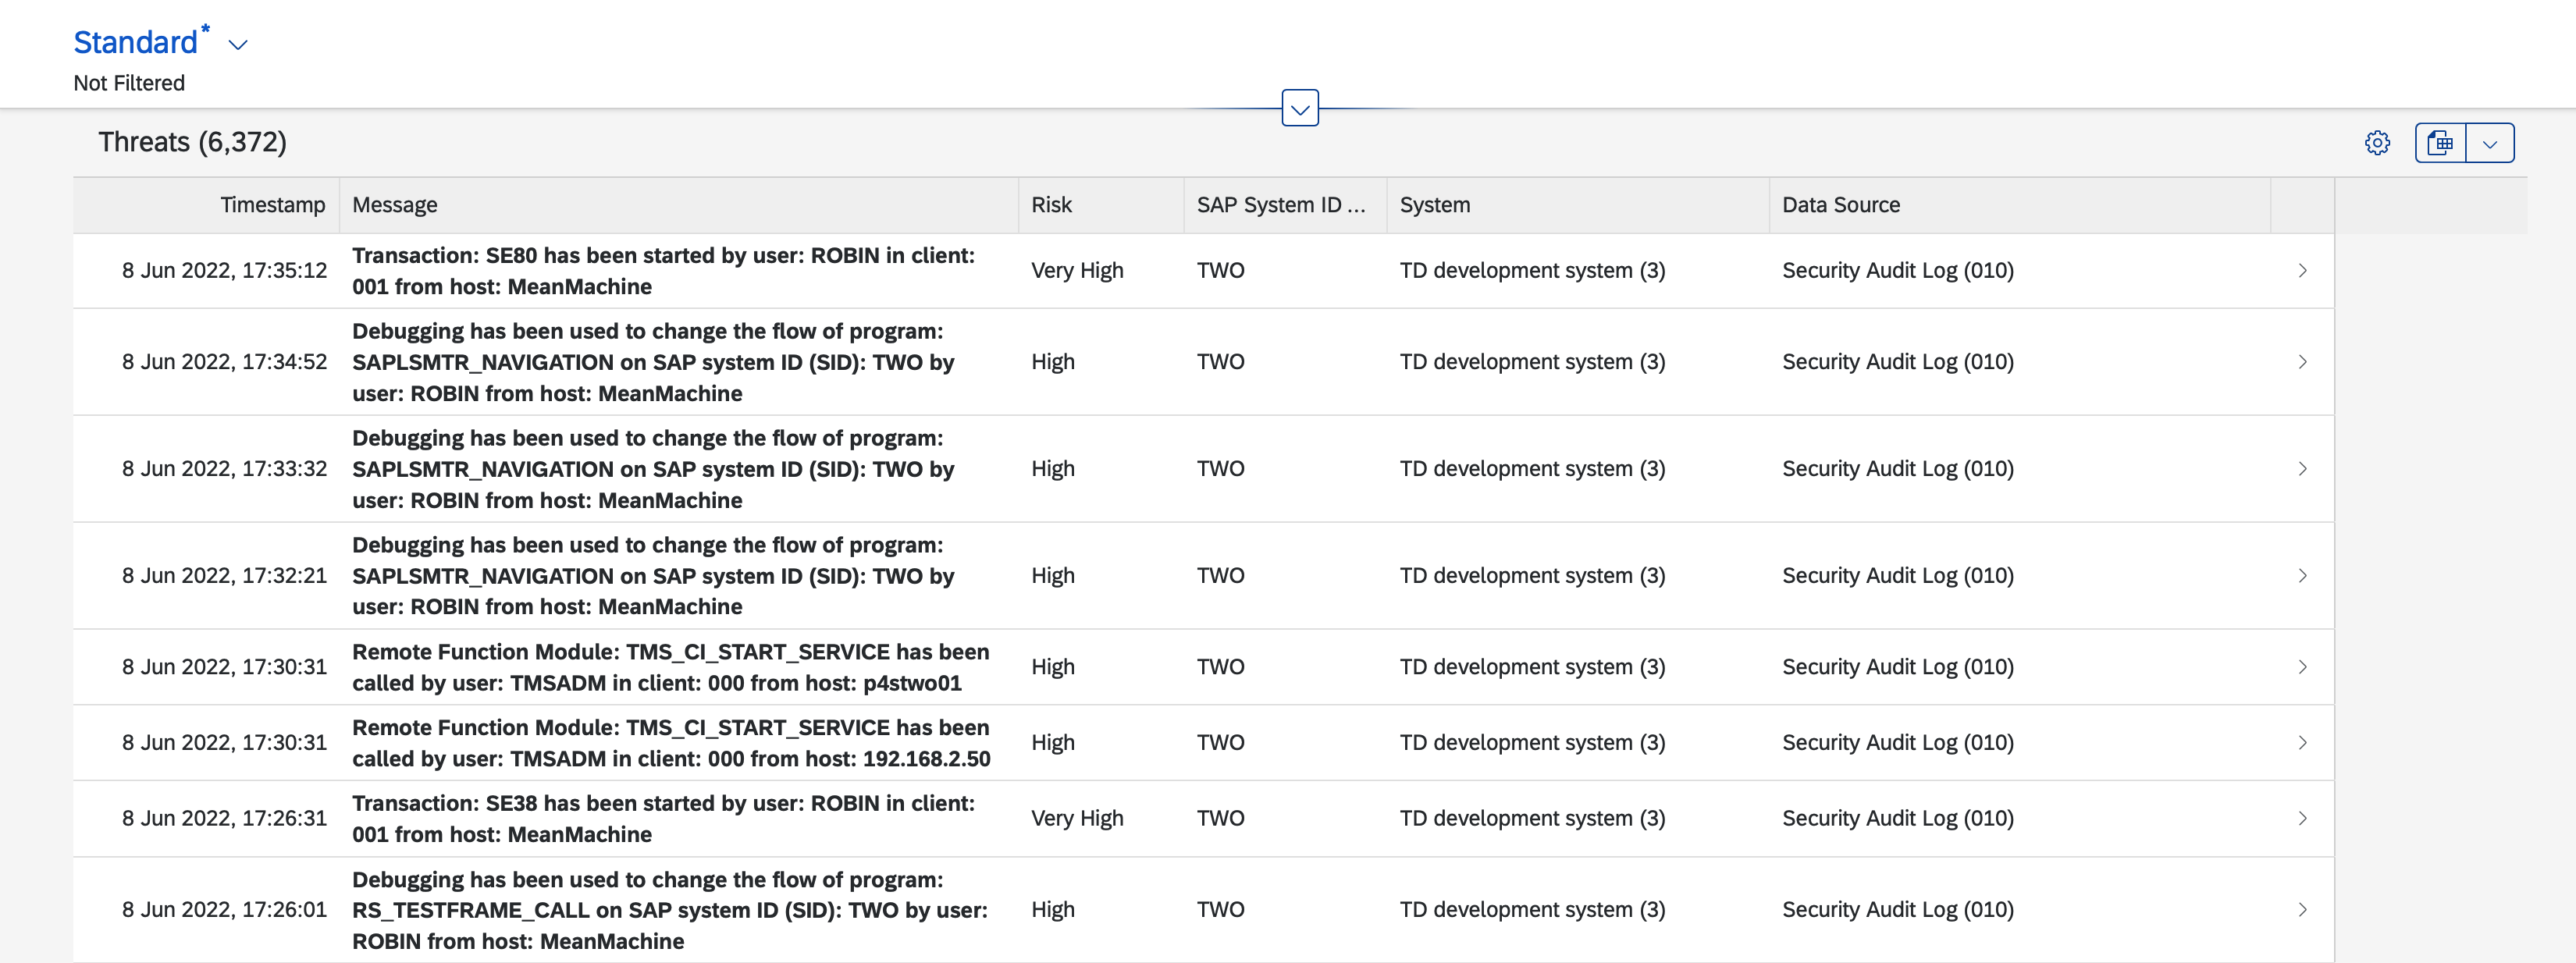 Standard*
Not Filtered
Threats (6,372)
Timestamp Message Risk SAP System ID ... System Data Source
8 Jun 2022, 17:35:12 Transaction: SE80 has been started by user: ROBIN in client: Very High TWO TD development system (3) Security Audit Log (010)
001 from host: MeanMachine
Debugging has been used to change the flow of program:
8 Jun 2022, 17:34:52 SAPLSMTR_NAVIGATION on SAP system ID (SID): TWO by High TWO TD development system (3) Security Audit Log (010)
user: ROBIN from host: MeanMachine
Debugging has been used to change the flow of program:
8 Jun 2022, 17:33:32 SAPLSMTR_NAVIGATION on SAP system ID (SID): TWO by High TWO TD development system (3) Security Audit Log (010)
user: ROBIN from host: MeanMachine
Debugging has been used to change the flow of program:
8 Jun 2022, 17:32:21 SAPLSMTR_NAVIGATION on SAP system ID (SID): TWO by High TWO TD development system (3) Security Audit Log (010)
user: ROBIN from host: MeanMachine
8 Jun 2022, 17:30:31 Remote Function Module: TMS_CI_START_SERVICE has been High TWO TD development system (3) Security Audit Log (010)
called by user: TMSADM in client: 000 from host: p4stwo01
8 Jun 2022, 17:30:31 Remote Function Module: TMS_CI_START_SERVICE has been High TWO TD development system (3) Security Audit Log (010)
called by user: TMSADM in client: 000 from host: 192.168.2.50
8 Jun 2022, 17:26:31 Transaction: SE38 has been started by user: ROBIN in client: Very High TWO TD development system (3) Security Audit Log (010)
001 from host: MeanMachine
Debugging has been used to change the flow of program:
8 Jun 2022, 17:26:01 RS_TESTFRAME_CALL on SAP system ID (SID): TWO by user: High TWO TD development system (3) Security Audit Log (010)
ROBIN from host: MeanMachine